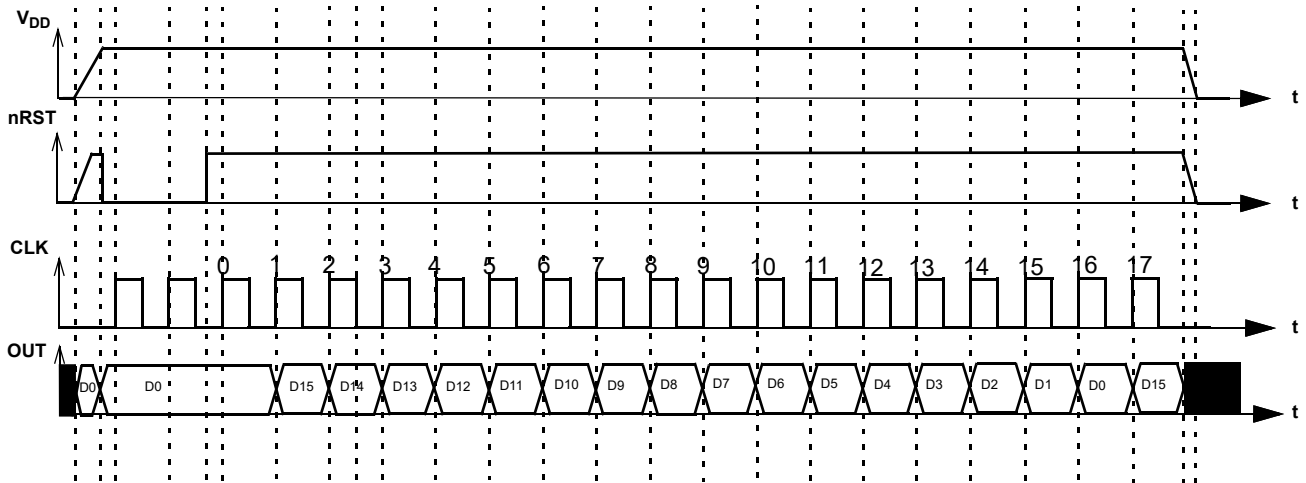 VDD
t
nRST
t
CLK
0 1 2 3 4 5 6 7 8 9 10 11 12 13 14 15 16 17
t
OUT
D0 D0 D15 D14 D13 D12 D11 D10 D9 D8 D7 D6 D5 D4 D3 D2 D1 D0 D15
t